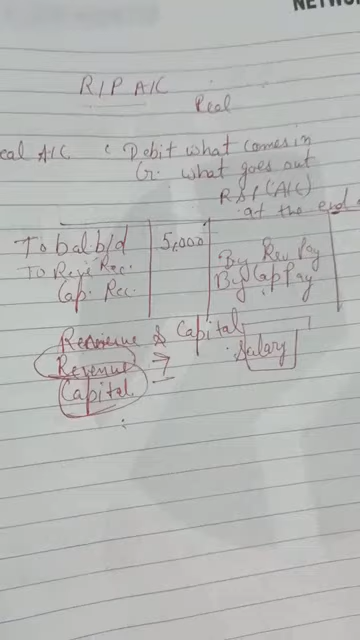 NETWOR
R/P A/C
Real
eal A/C : Debit what comes in
Cr. what goes out
R&P (A/C)
at the end
To bal b/d 5,000
To Reve Rec. By Rev Pay
Cap. Rec. By Cap Pay
Revenue & Capital
Salary
Revenue →
Capital –